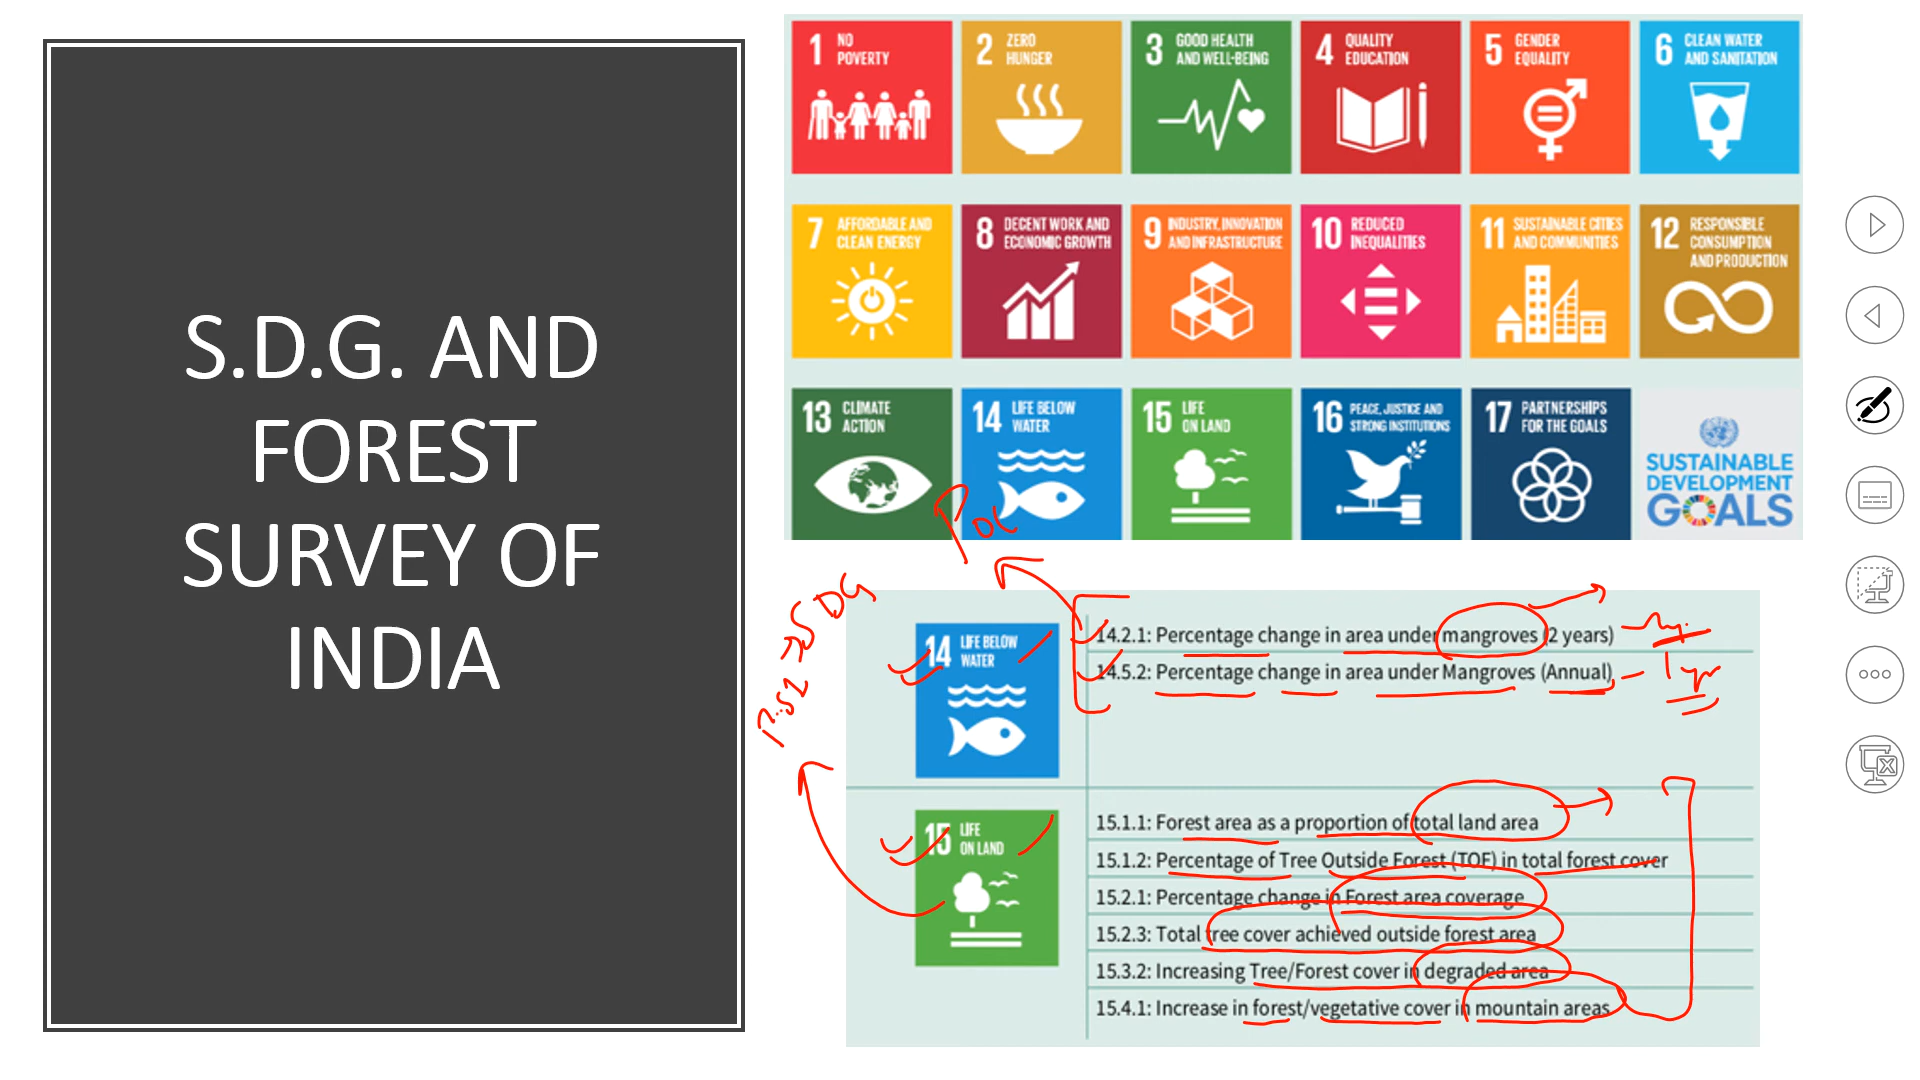 S.D.G. AND
FOREST
SURVEY OF
INDIA
1 NO
POVERTY
2 ZERO
HUNGER
3 GOOD HEALTH
AND WELL-BEING
4 QUALITY
EDUCATION
5 GENDER
EQUALITY
6 CLEAN WATER
AND SANITATION
7 AFFORDABLE AND
CLEAN ENERGY
8 DECENT WORK AND
ECONOMIC GROWTH
9 INDUSTRY, INNOVATION
AND INFRASTRUCTURE
10 REDUCED
INEQUALITIES
11 SUSTAINABLE CITIES
AND COMMUNITIES
12 RESPONSIBLE
CONSUMPTION
AND PRODUCTION
13 CLIMATE
ACTION
14 LIFE BELOW
WATER
15 LIFE
ON LAND
16 PEACE, JUSTICE AND
STRONG INSTITUTIONS
17 PARTNERSHIPS
FOR THE GOALS
SUSTAINABLE
DEVELOPMENT
GOALS
14 LIFE BELOW
WATER
14.2.1: Percentage change in area under mangroves (2 years)
14.5.2: Percentage change in area under Mangroves (Annual)
1 yr
15 LIFE
ON LAND
15.1.1: Forest area as a proportion of total land area
15.1.2: Percentage of Tree Outside Forest (TOF) in total forest cover
15.2.1: Percentage change in Forest area coverage
15.2.3: Total tree cover achieved outside forest area
15.3.2: Increasing Tree/Forest cover in degraded area
15.4.1: Increase in forest/vegetative cover in mountain areas